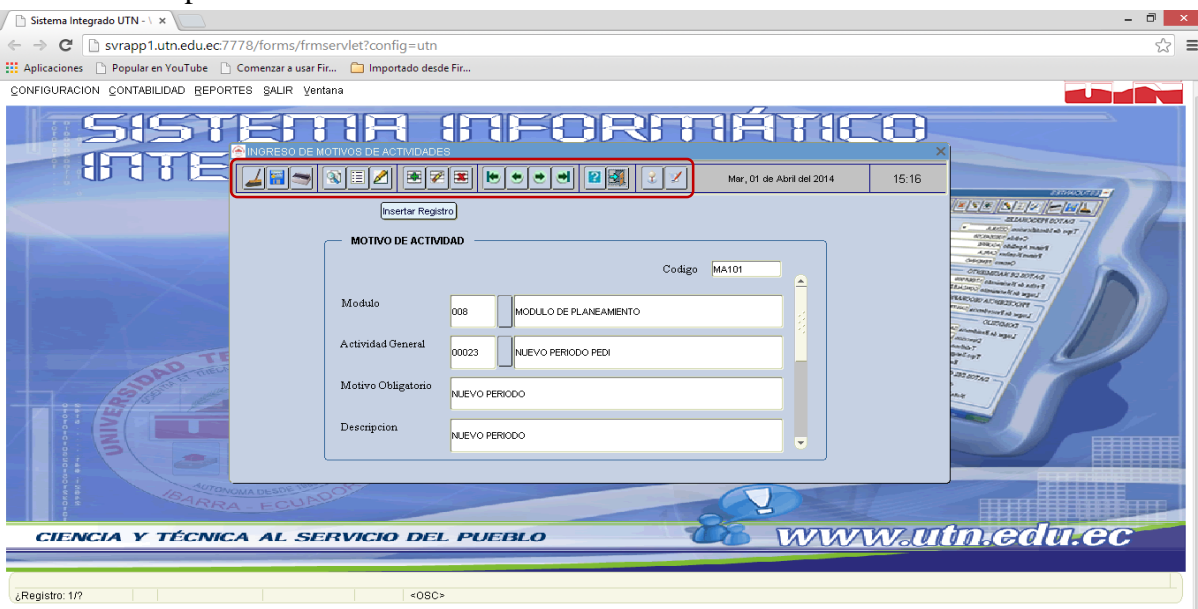 Sistema Integrado UTN - \
svrapp1.utn.edu.ec:7778/forms/frmservlet?config=utn
Aplicaciones Popular en YouTube Comenzar a usar Fir... Importado desde Fir...
CONFIGURACION CONTABILIDAD REPORTES SALIR Ventana
SISTEMA INFORMÁTICO
INTE
INGRESO DE MOTIVOS DE ACTIVIDADES
Mar, 01 de Abril del 2014 15:16
Insertar Registro
MOTIVO DE ACTIVIDAD
Codigo MA101
Modulo 008 MODULO DE PLANEAMIENTO
Actividad General 00023 NUEVO PERIODO PEDI
Motivo Obligatorio NUEVO PERIODO
Descripcion NUEVO PERIODO
IBARRA - ECUADOR
CIENCIA Y TÉCNICA AL SERVICIO DEL PUEBLO
www.utn.edu.ec
¿Registro: 1/? <OSC>